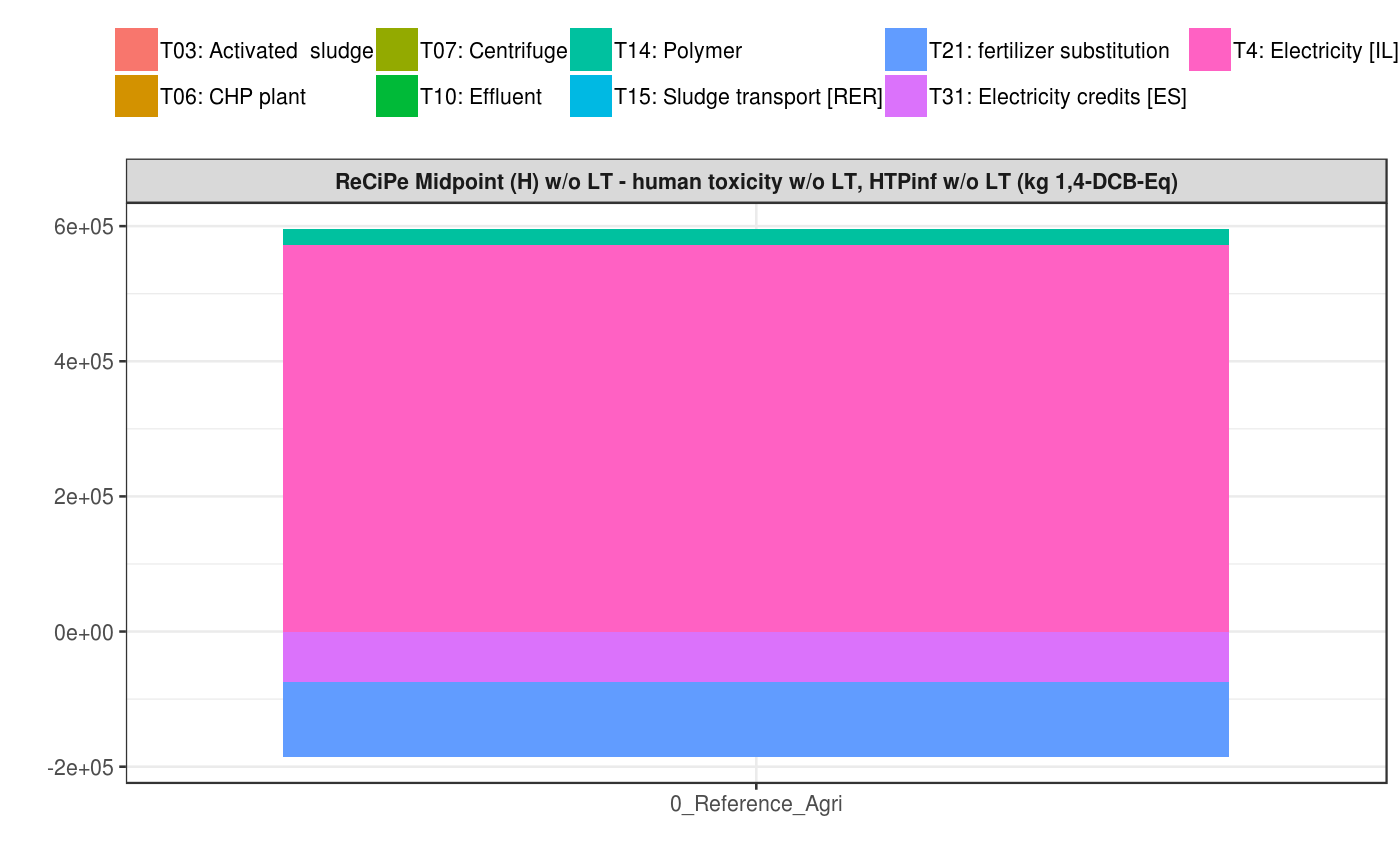 T03: Activated  sludge T07: Centrifuge T14: Polymer T21: fertilizer substitution T4: Electricity [IL]
T06: CHP plant T10: Effluent T15: Sludge transport [RER] T31: Electricity credits [ES]
ReCiPe Midpoint (H) w/o LT - human toxicity w/o LT, HTPinf w/o LT (kg 1,4-DCB-Eq)
6e+05
4e+05
2e+05
0e+00
-2e+05
0_Reference_Agri